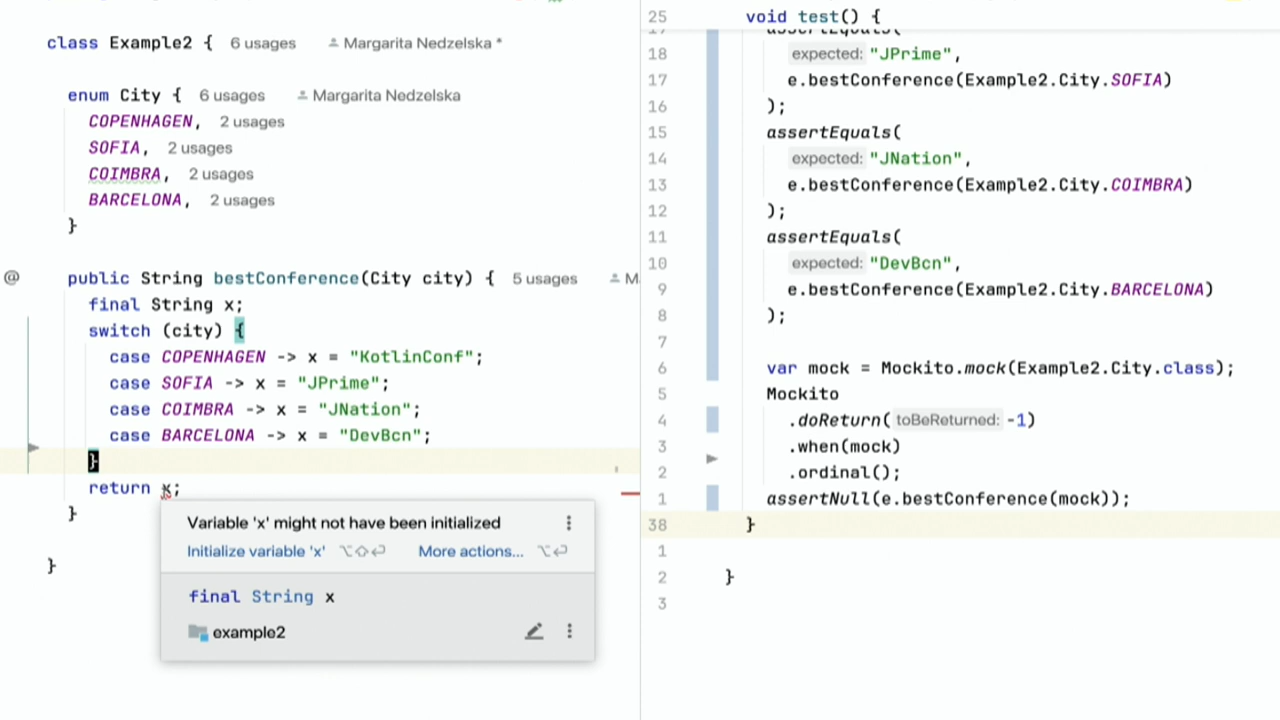 class Example2 { 6 usages Margarita Nedzelska *
enum City { 6 usages Margarita Nedzelska
COPENHAGEN, 2 usages
SOFIA, 2 usages
COIMBRA, 2 usages
BARCELONA, 2 usages
}
@ public String bestConference(City city) { 5 usages M
final String x;
switch (city) {
case COPENHAGEN -> x = "KotlinConf";
case SOFIA -> x = "JPrime";
case COIMBRA -> x = "JNation";
case BARCELONA -> x = "DevBcn";
}
return x;
}
}
Variable 'x' might not have been initialized
Initialize variable 'x' ⌥⇧⏎ More actions... ⌥⏎
final String x
example2
25 void test() {
18 expected: "JPrime",
17 e.bestConference(Example2.City.SOFIA)
16 );
15 assertEquals(
14 expected: "JNation",
13 e.bestConference(Example2.City.COIMBRA)
12 );
11 assertEquals(
10 expected: "DevBcn",
9 e.bestConference(Example2.City.BARCELONA)
8 );
7
6 var mock = Mockito.mock(Example2.City.class);
5 Mockito
4 .doReturn( toBeReturned: -1)
3 .when(mock)
2 .ordinal();
1 assertNull(e.bestConference(mock));
38 }
1
2 }
3